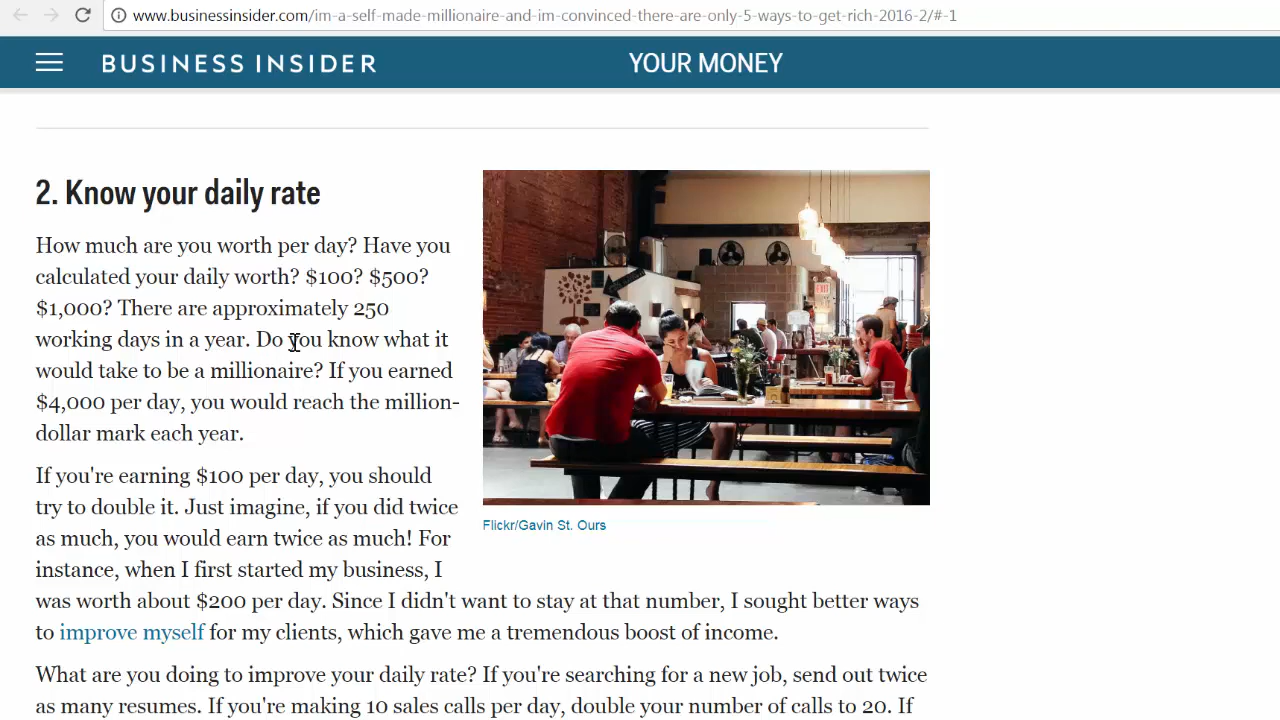 www.businessinsider.com/im-a-self-made-millionaire-and-im-convinced-there-are-only-5-ways-to-get-rich-2016-2/#-1
BUSINESS INSIDER
YOUR MONEY
2. Know your daily rate
How much are you worth per day? Have you
calculated your daily worth? $100? $500?
$1,000? There are approximately 250
working days in a year. Do you know what it
would take to be a millionaire? If you earned
$4,000 per day, you would reach the million-
dollar mark each year.
EXIT
Flickr/Gavin St. Ours
If you're earning $100 per day, you should
try to double it. Just imagine, if you did twice
as much, you would earn twice as much! For
instance, when I first started my business, I
was worth about $200 per day. Since I didn't want to stay at that number, I sought better ways
to improve myself for my clients, which gave me a tremendous boost of income.
What are you doing to improve your daily rate? If you're searching for a new job, send out twice
as many resumes. If you're making 10 sales calls per day, double your number of calls to 20. If